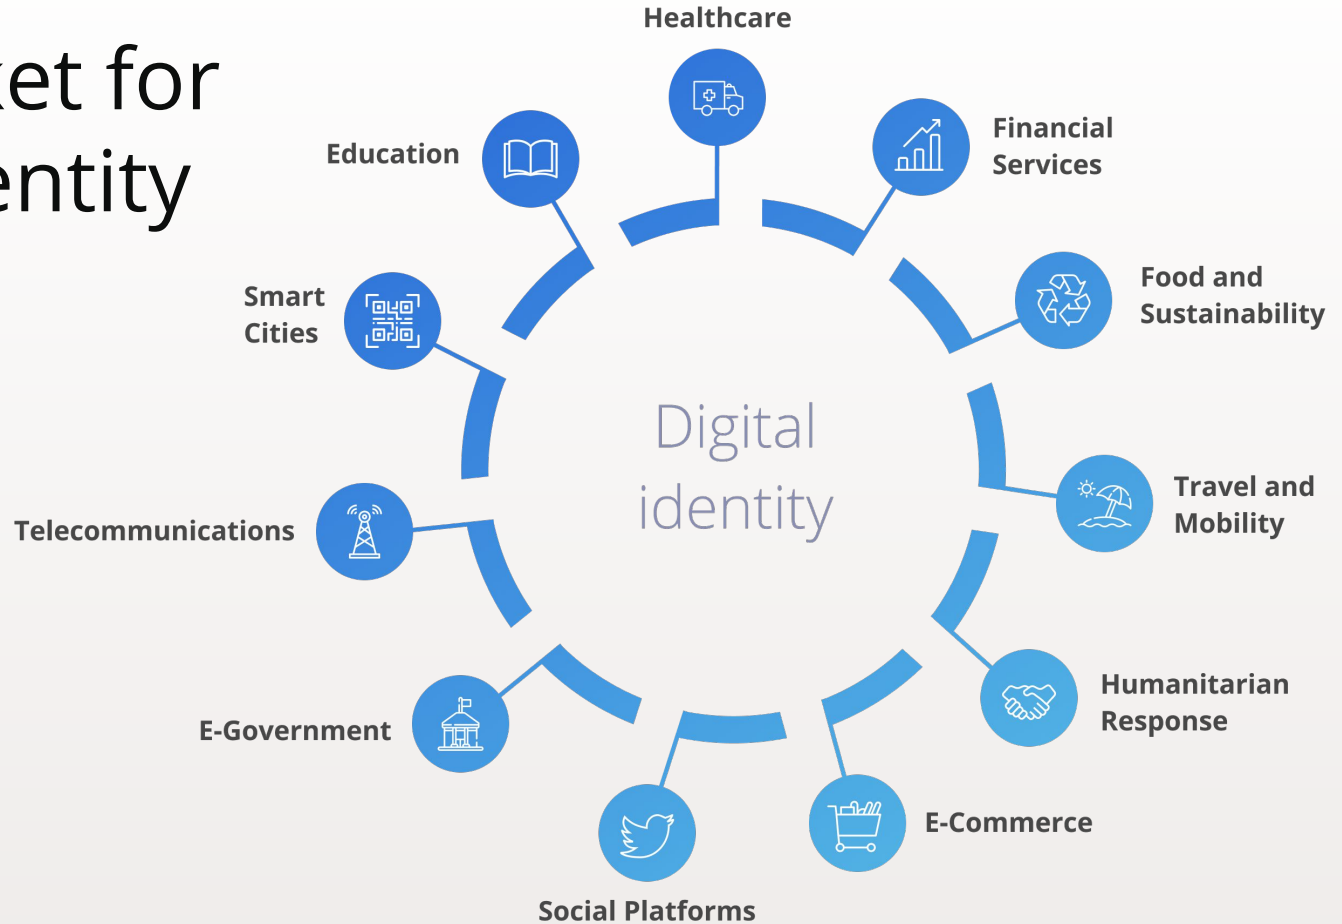 et for
entity
Healthcare
Financial
Services
Food and
Sustainability
Travel and
Mobility
Humanitarian
Response
E-Commerce
Social Platforms
E-Government
Telecommunications
Smart
Cities
Education
Digital
identity